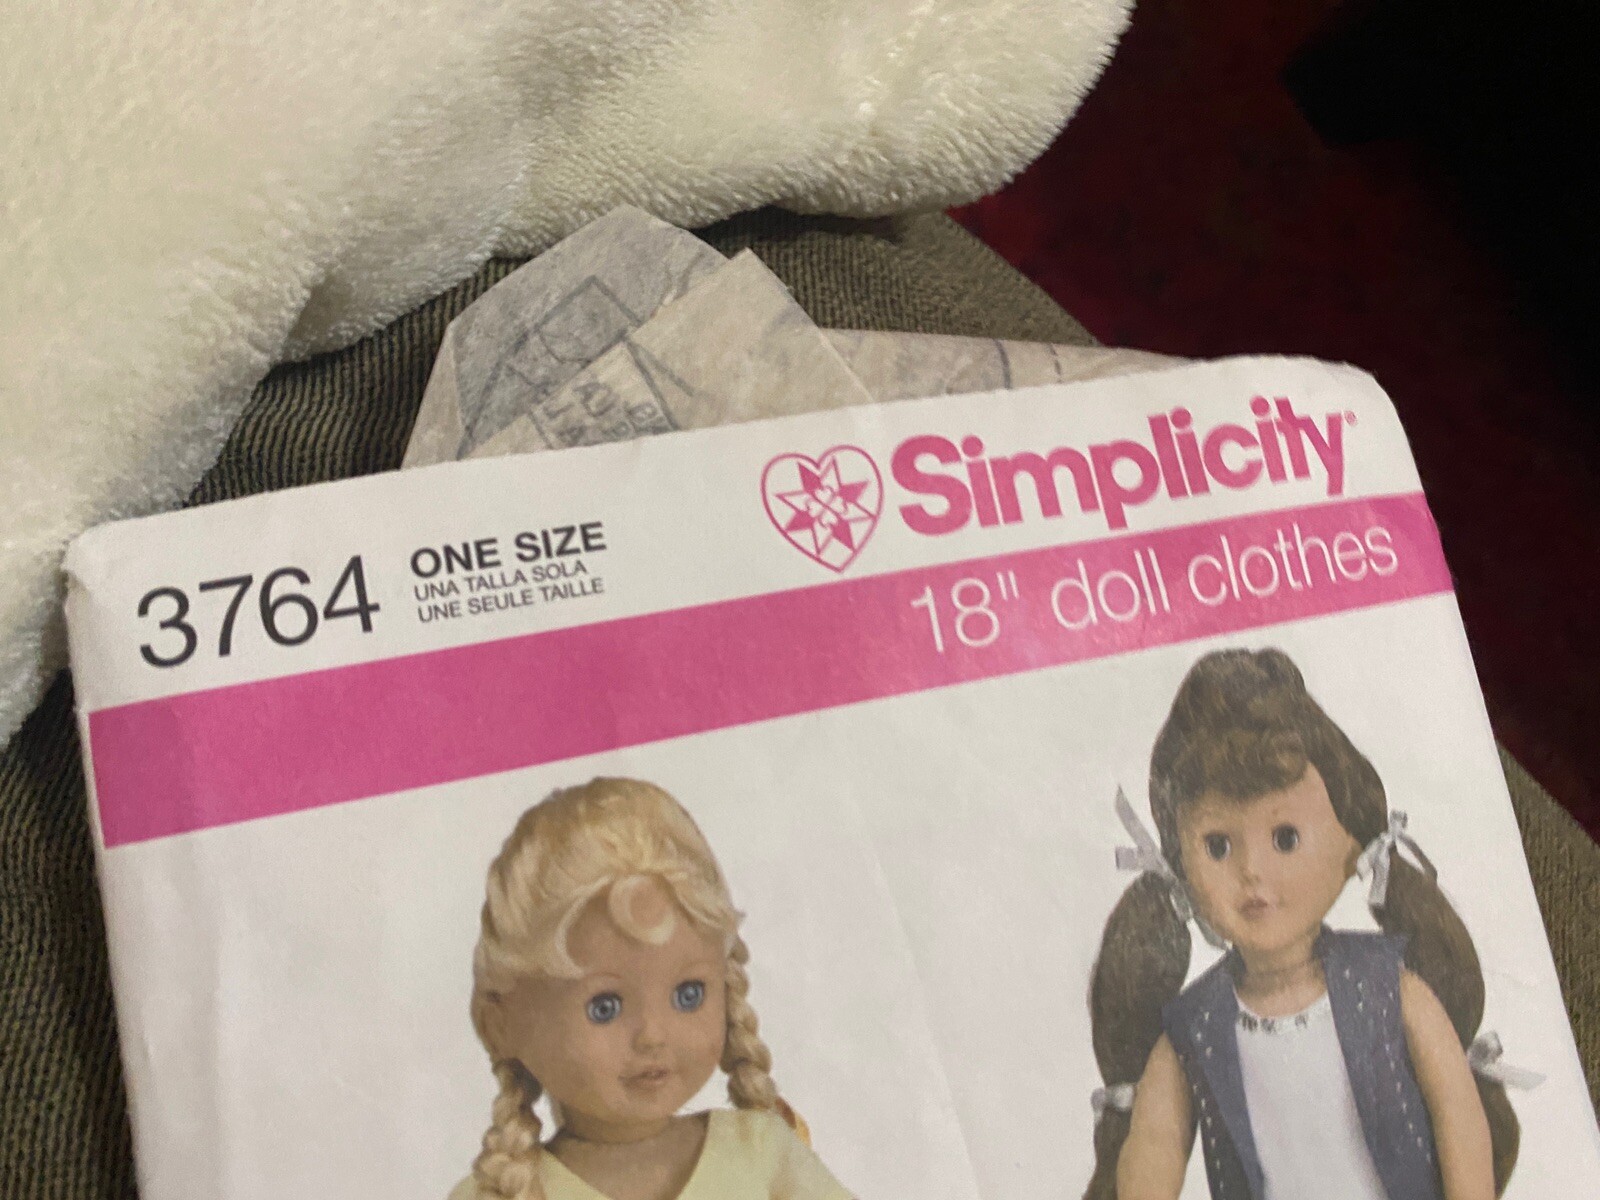 3764
ONE SIZE
UNA TALLA SOLA
UNE SEULE TAILLE
Simplicity®
18" doll clothes